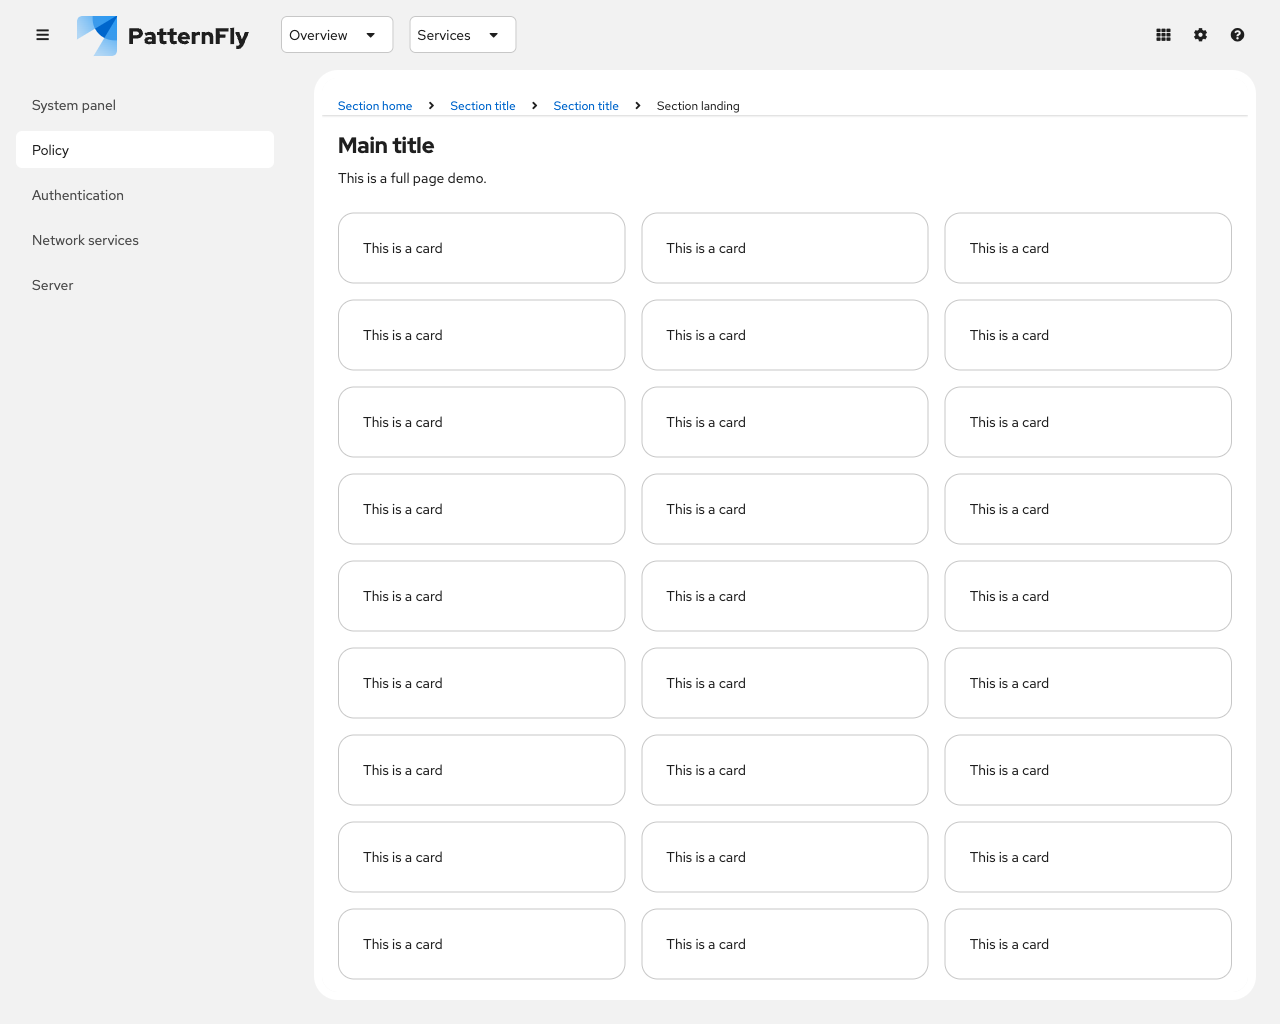 PatternFly Overview Services
System panel
Policy
Authentication
Network services
Server
Section home Section title Section title Section landing
Main title
This is a full page demo.
This is a card This is a card This is a card
This is a card This is a card This is a card
This is a card This is a card This is a card
This is a card This is a card This is a card
This is a card This is a card This is a card
This is a card This is a card This is a card
This is a card This is a card This is a card
This is a card This is a card This is a card
This is a card This is a card This is a card